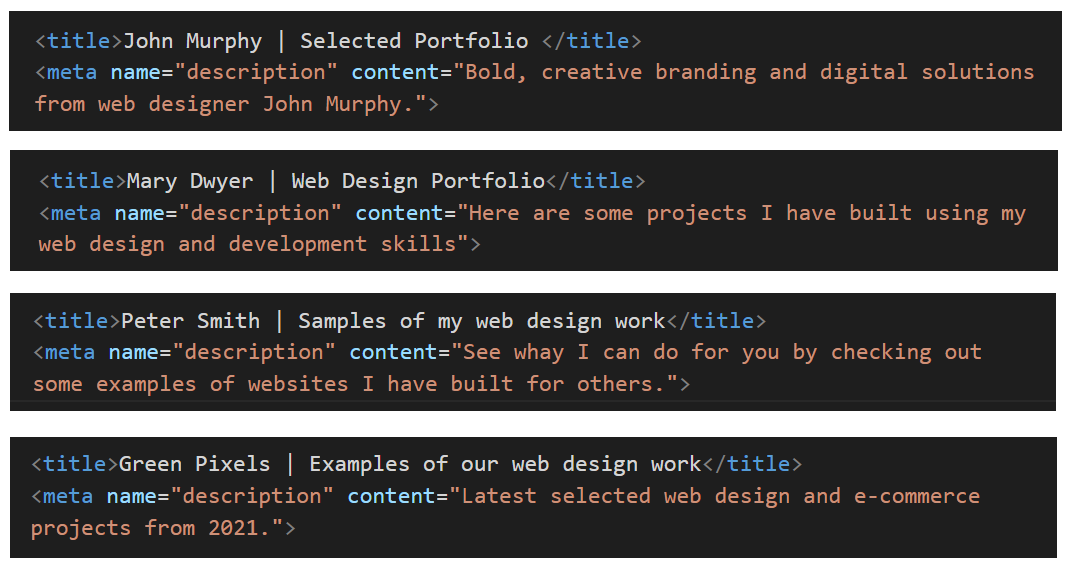 <title>John Murphy | Selected Portfolio </title>
<meta name="description" content="Bold, creative branding and digital solutions
from web designer John Murphy.">
<title>Mary Dwyer | Web Design Portfolio</title>
<meta name="description" content="Here are some projects I have built using my
web design and development skills">
<title>Peter Smith | Samples of my web design work</title>
<meta name="description" content="See whay I can do for you by checking out
some examples of websites I have built for others.">
<title>Green Pixels | Examples of our web design work</title>
<meta name="description" content="Latest selected web design and e-commerce
projects from 2021.">